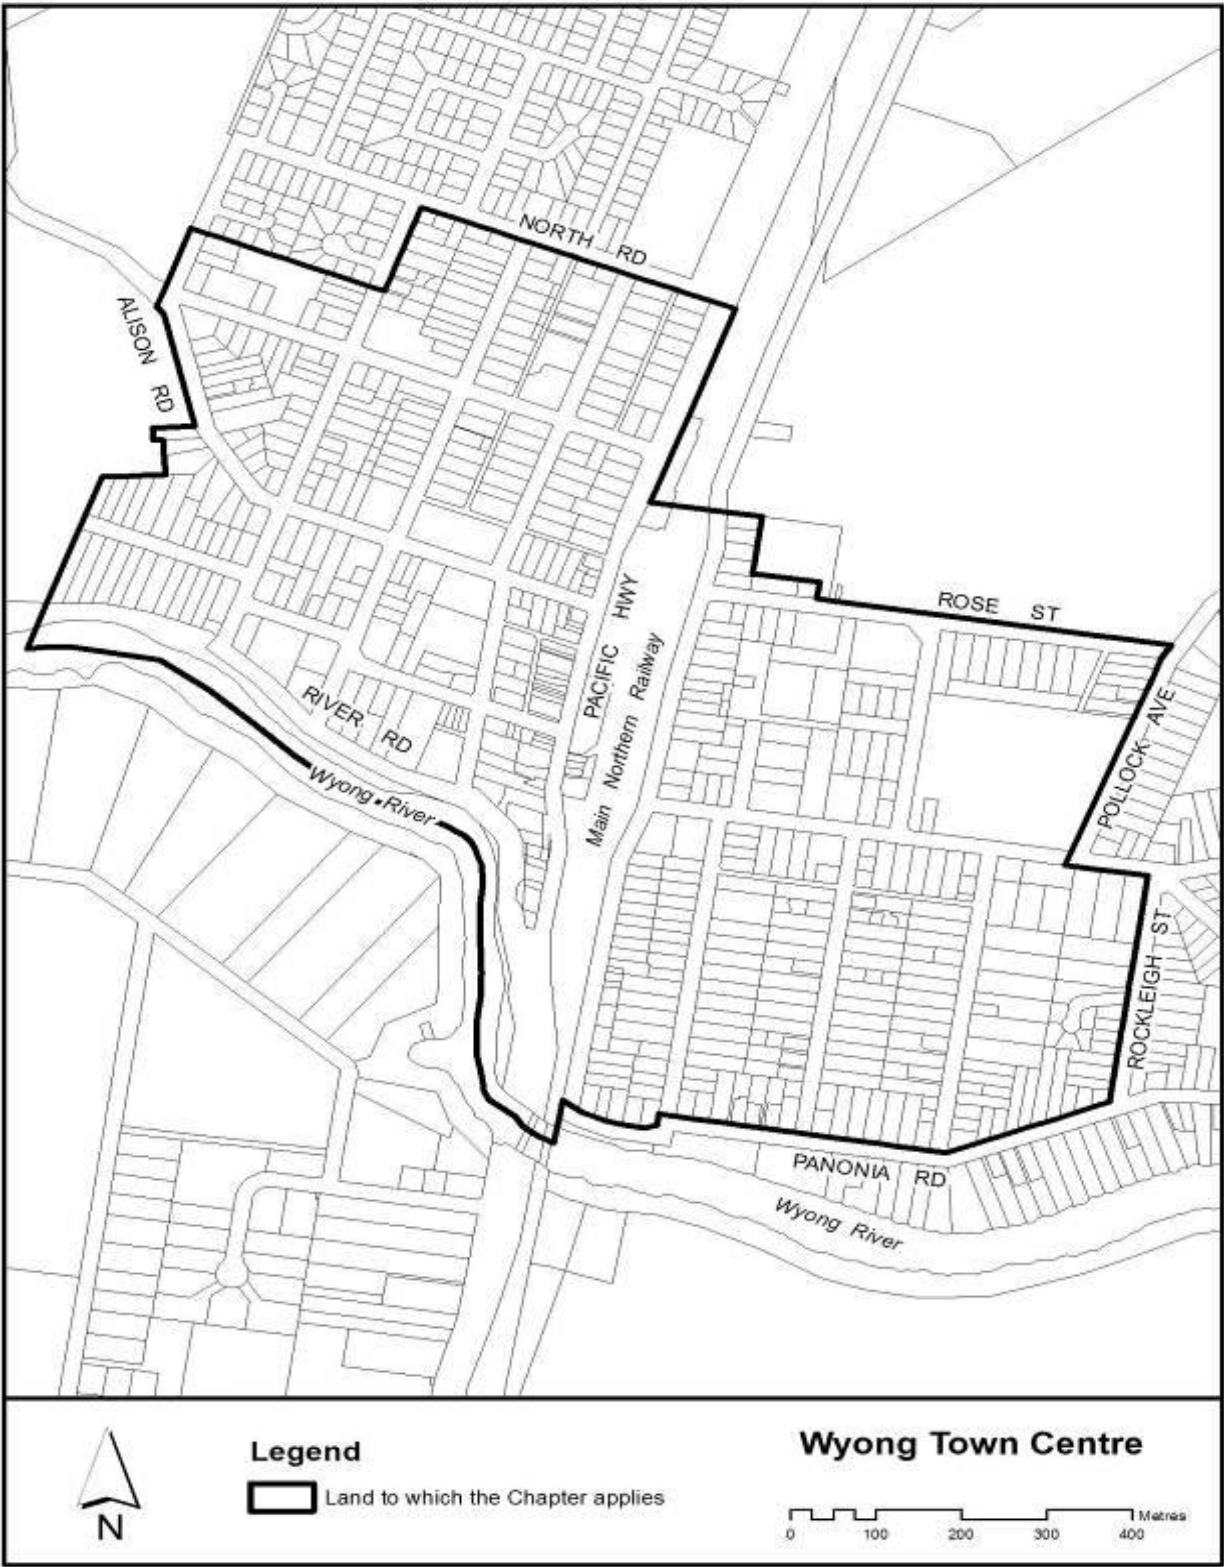 NORTH RD
ALISON RD
ROSE ST
PACIFIC HWY
Main Northern Railway
RIVER RD
POLLOCK AVE
Wyong River
ROCKLEIGH ST
PANONIA RD
Wyong River
Wyong Town Centre
Legend
Land to which the Chapter applies
N
Metres
0 100 200 300 400